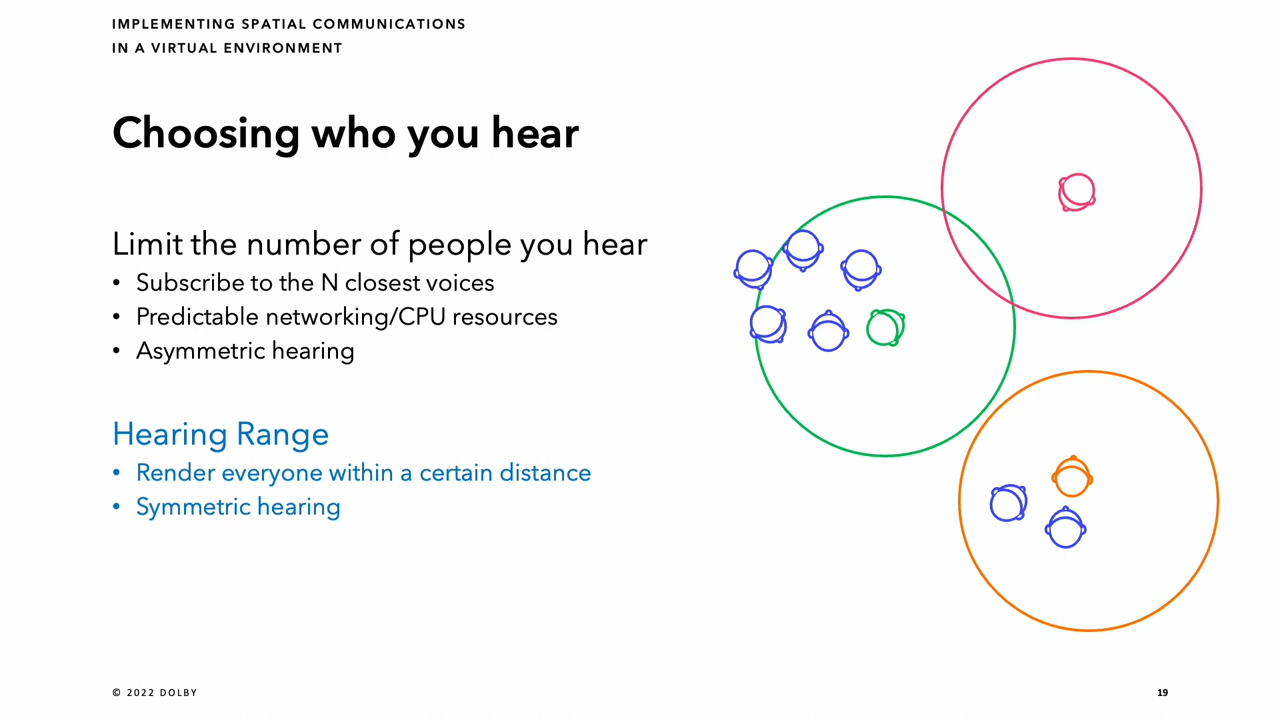 IMPLEMENTING SPATIAL COMMUNICATIONS
IN A VIRTUAL ENVIRONMENT
Choosing who you hear
Limit the number of people you hear
• Subscribe to the N closest voices
• Predictable networking/CPU resources
• Asymmetric hearing
Hearing Range
• Render everyone within a certain distance
• Symmetric hearing
© 2022 DOLBY
19